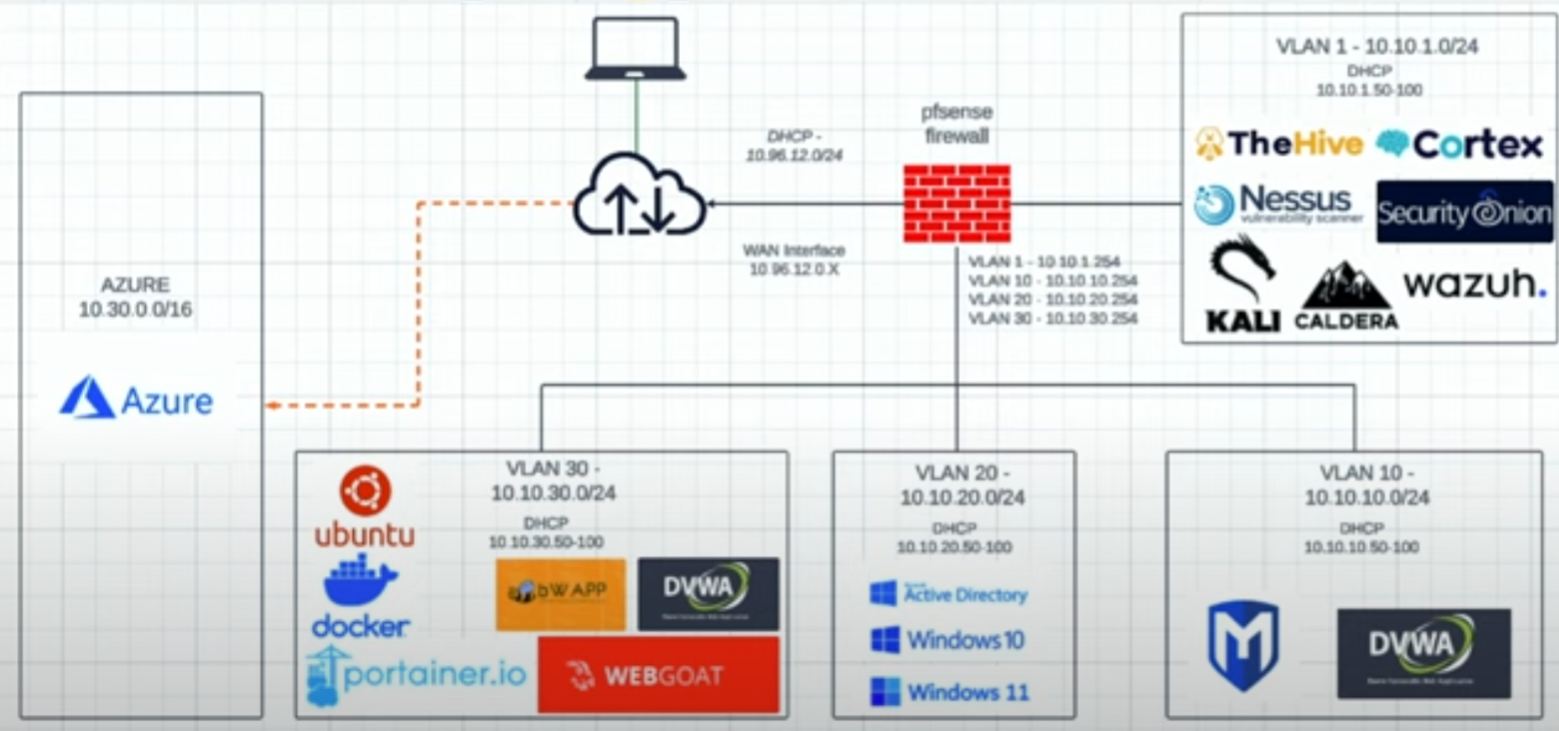 VLAN 1 - 10.10.1.0/24
DHCP
10.10.1.50-100
TheHive
Cortex
Nessus
vulnerability scanner
Security Onion
KALI
CALDERA
wazuh.
pfsense
firewall
DHCP -
10.96.12.0/24
WAN Interface
10.96.12.0.X
VLAN 1 - 10.10.1.254
VLAN 10 - 10.10.10.254
VLAN 20 - 10.10.20.254
VLAN 30 - 10.10.30.254
AZURE
10.30.0.0/16
Azure
VLAN 30 -
10.10.30.0/24
DHCP
10.10.30.50-100
ubuntu
docker
portainer.io
bWAPP
DVWA
WEBGOAT
VLAN 20 -
10.10.20.0/24
DHCP
10.10.20.50-100
Active Directory
Windows 10
Windows 11
VLAN 10 -
10.10.10.0/24
DHCP
10.10.10.50-100
M
DVWA